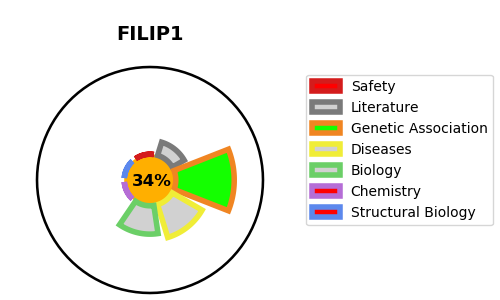 FILIP1
34%
Safety
Literature
Genetic Association
Diseases
Biology
Chemistry
Structural Biology